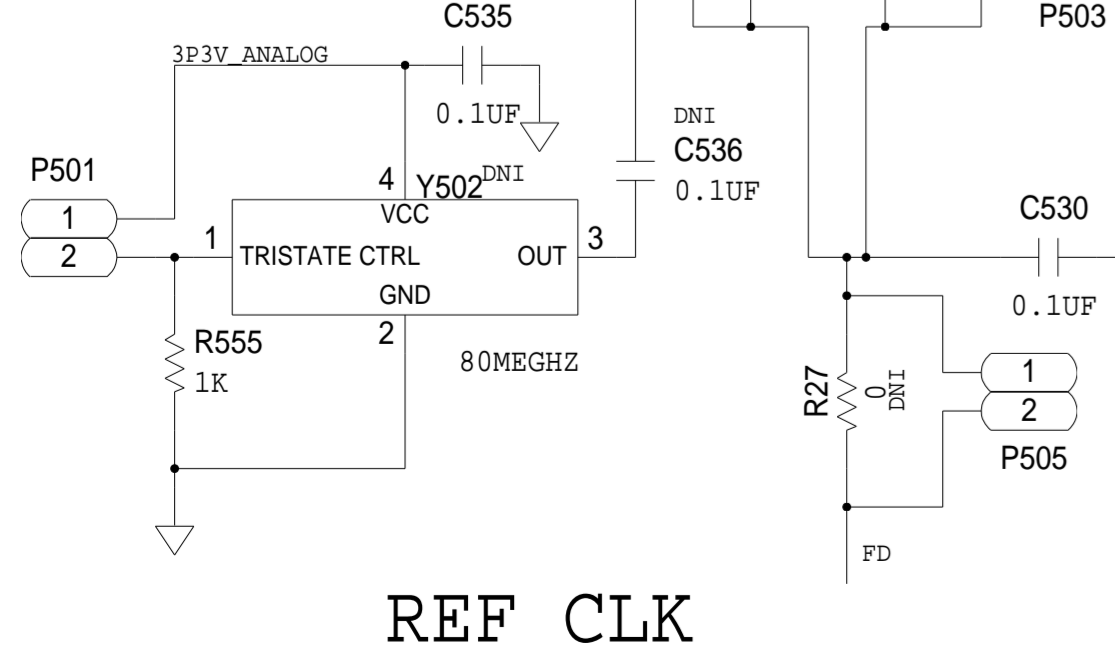 C535
P503
3P3V_ANALOG
0.1UF
DNI
C536
0.1UF
P501
1
2
4
Y502
DNI
VCC
1
TRISTATE CTRL
OUT
3
GND
2
80MEGHZ
R555
1K
C530
0.1UF
R27
0
DNI
1
2
P505
FD
REF CLK